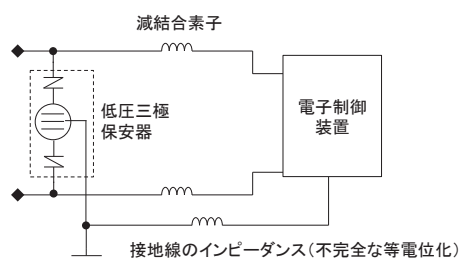 減結合素子
低圧三極
保安器
電子制御
装置
接地線のインピーダンス(不完全な等電位化)